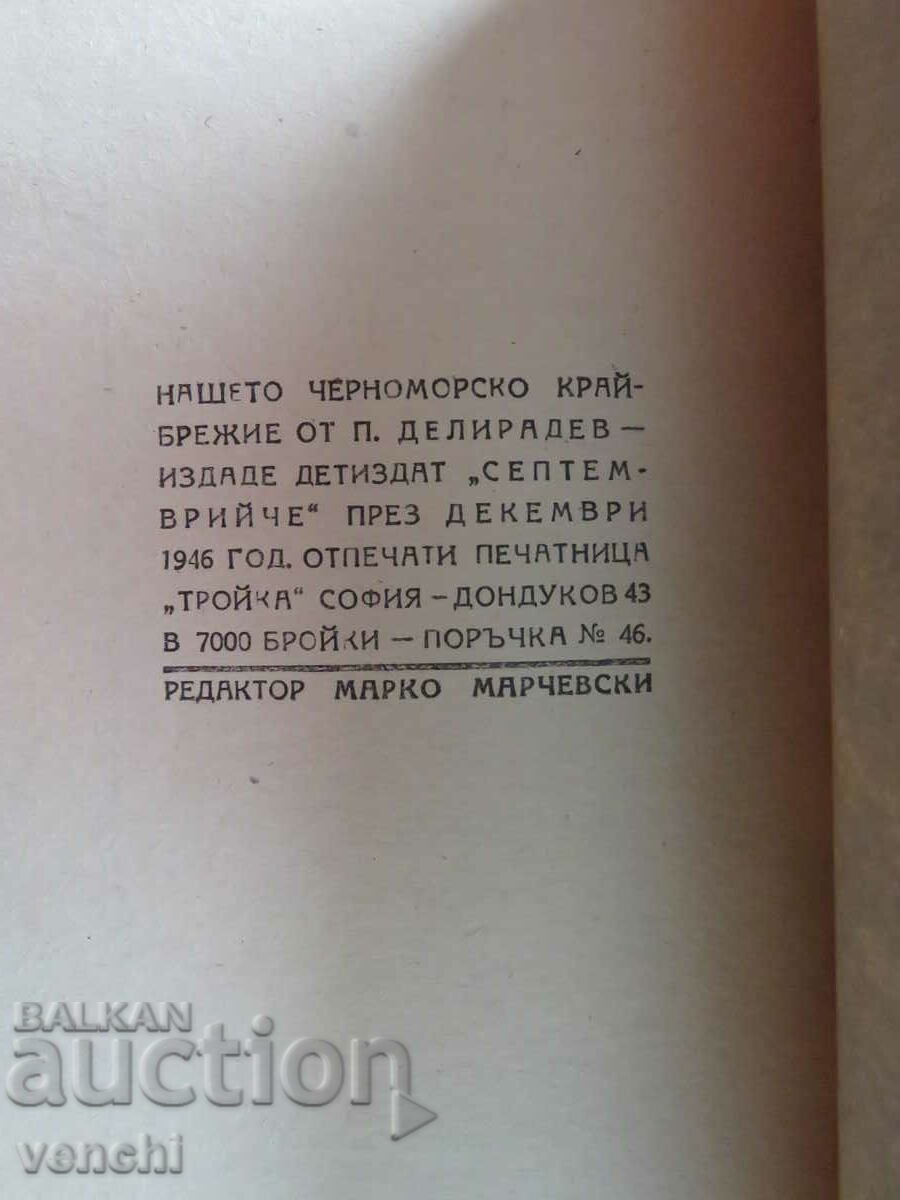 НАШЕТО ЧЕРНОМОРСКО КРАЙ-
БРЕЖИЕ ОТ П. ДЕЛИРАДЕВ —
ИЗДАДЕ ДЕТИЗДАТ „СЕПТЕМ-
ВРИЙЧЕ“ ПРЕЗ ДЕКЕМВРИ
1946 ГОД. ОТПЕЧАТИ ПЕЧАТНИЦА
„ТРОЙКА“ СОФИЯ – ДОНДУКОВ 43
В 7000 БРОЙКИ — ПОРЪЧКА № 46.
РЕДАКТОР МАРКО МАРЧЕВСКИ
BALKAN
auction
venchi